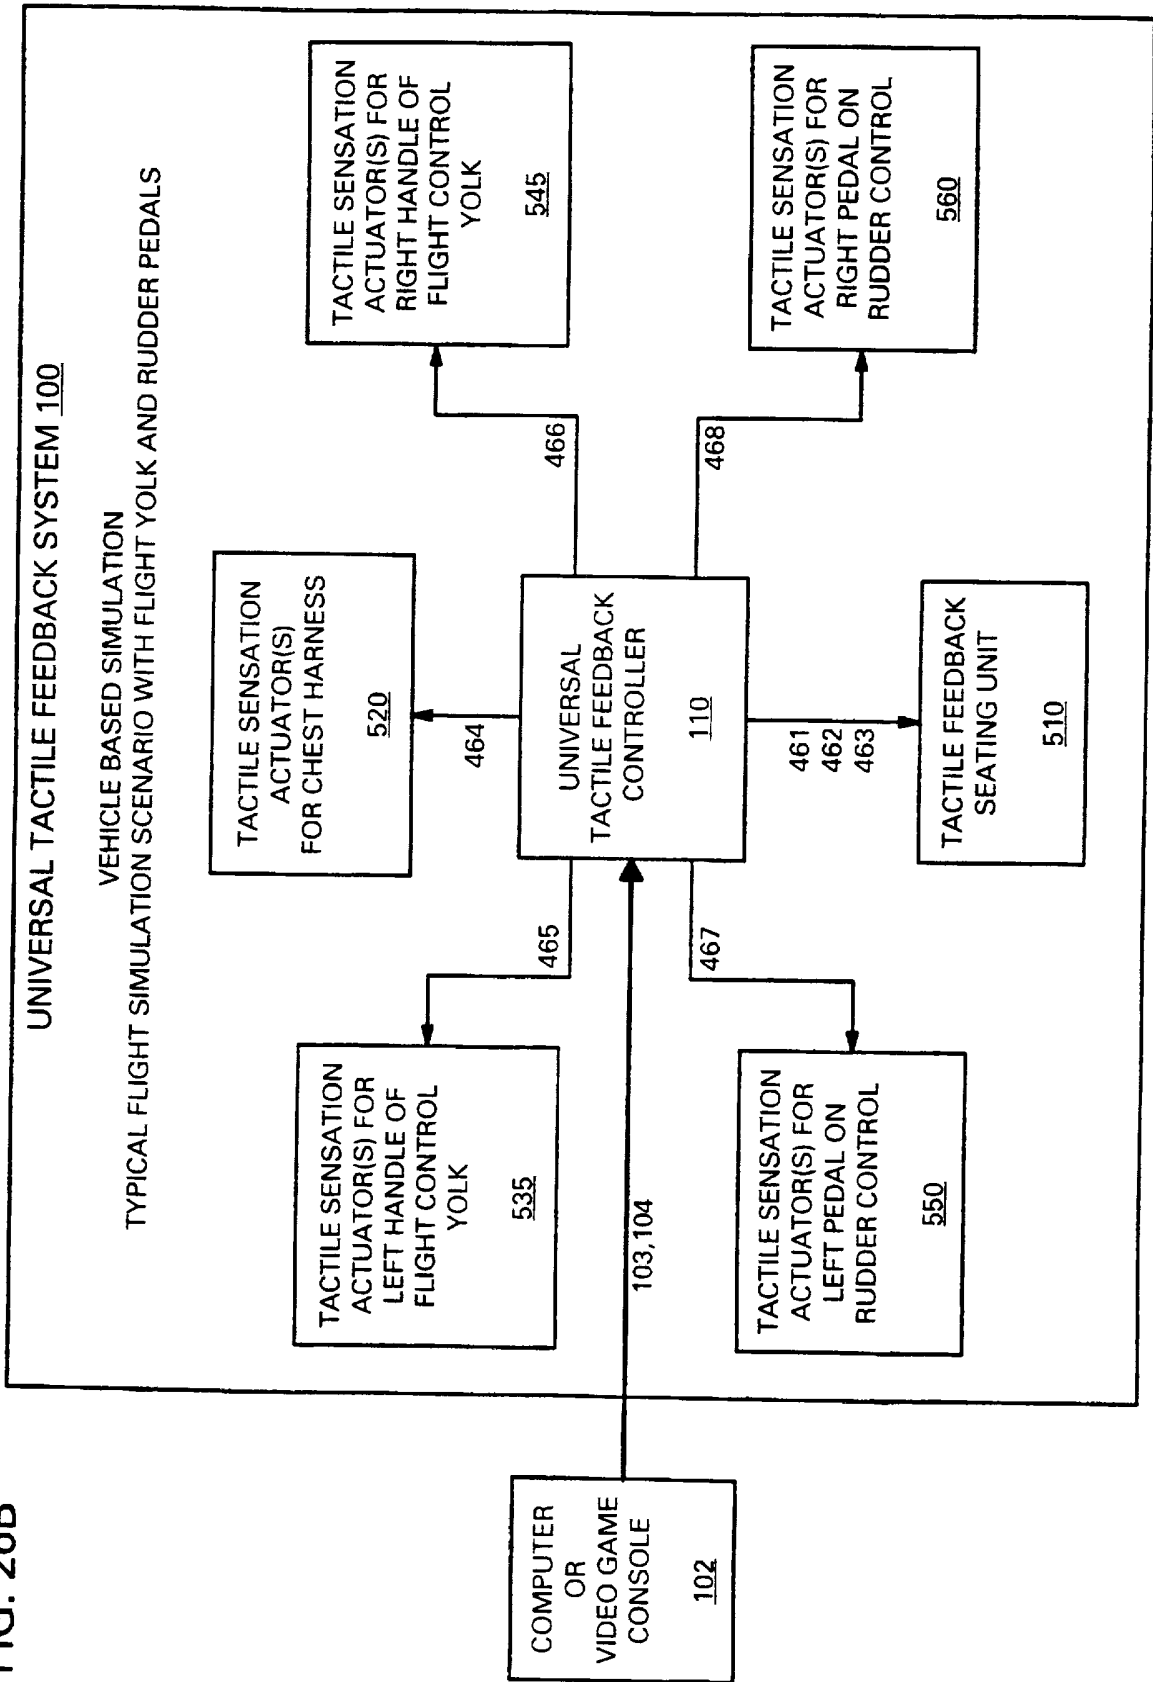 FIG.
UNIVERSAL TACTILE FEEDBACK SYSTEM 100
VEHICLE BASED SIMULATION
TYPICAL FLIGHT SIMULATION SCENARIO WITH FLIGHT YOLK AND RUDDER PEDALS
TACTILE SENSATION
ACTUATOR(S) FOR
LEFT HANDLE OF
FLIGHT CONTROL
YOLK
535
TACTILE SENSATION
ACTUATOR(S)
FOR CHEST HARNESS
520
TACTILE SENSATION
ACTUATOR(S) FOR
RIGHT HANDLE OF
FLIGHT CONTROL
YOLK
545
465
464
466
COMPUTER
OR
VIDEO GAME
CONSOLE
102
103,104
UNIVERSAL
TACTILE FEEDBACK
CONTROLLER
110
467
461
462
463
468
TACTILE SENSATION
ACTUATOR(S) FOR
LEFT PEDAL ON
RUDDER CONTROL
550
TACTILE FEEDBACK
SEATING UNIT
510
TACTILE SENSATION
ACTUATOR(S) FOR
RIGHT PEDAL ON
RUDDER CONTROL
560